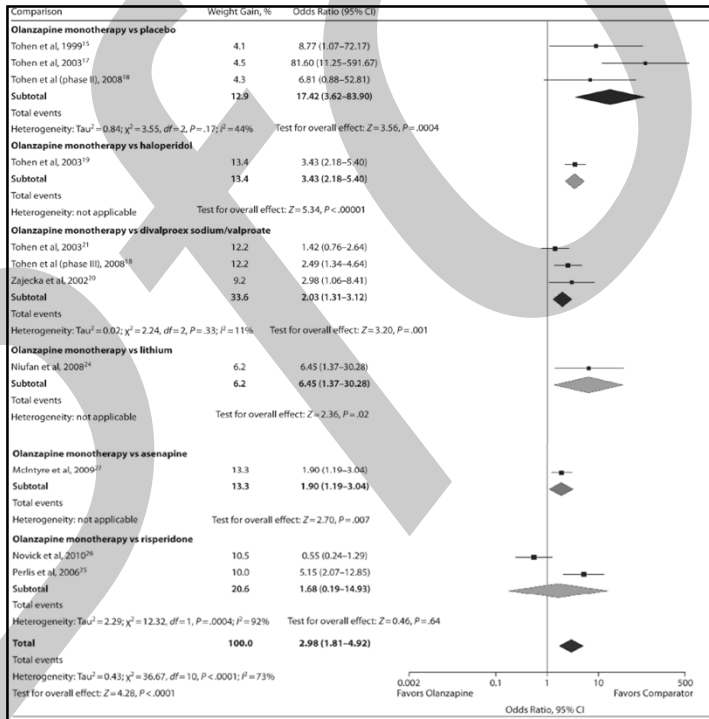 Comparison Weight Gain, % Odds Ratio (95% CI)
Olanzapine monotherapy vs placebo
Tohen et al, 1999¹⁵ 4.1 8.77 (1.07–72.17)
Tohen et al, 2003¹⁷ 4.5 81.60 (11.25–591.67)
Tohen et al (phase II), 2008¹⁸ 4.3 6.81 (0.88–52.81)
Subtotal 12.9 17.42 (3.62–83.90)
Total events
Heterogeneity: Tau² = 0.84; χ² = 3.55, df = 2, P = .17; I² = 44% Test for overall effect: Z = 3.56, P = .0004
Olanzapine monotherapy vs haloperidol
Tohen et al, 2003¹⁹ 13.4 3.43 (2.18–5.40)
Subtotal 13.4 3.43 (2.18–5.40)
Total events
Heterogeneity: not applicable Test for overall effect: Z = 5.34, P < .00001
Olanzapine monotherapy vs divalproex sodium/valproate
Tohen et al, 2003²¹ 12.2 1.42 (0.76–2.64)
Tohen et al (phase III), 2008¹⁸ 12.2 2.49 (1.34–4.64)
Zajecka et al, 2002²⁰ 9.2 2.98 (1.06–8.41)
Subtotal 33.6 2.03 (1.31–3.12)
Total events
Heterogeneity: Tau² = 0.02; χ² = 2.24, df = 2, P = .33; I² = 11% Test for overall effect: Z = 3.20, P = .001
Olanzapine monotherapy vs lithium
Niufan et al, 2008²⁴ 6.2 6.45 (1.37–30.28)
Subtotal 6.2 6.45 (1.37–30.28)
Total events
Heterogeneity: not applicable Test for overall effect: Z = 2.36, P = .02
Olanzapine monotherapy vs asenapine
McIntyre et al, 2009²⁷ 13.3 1.90 (1.19–3.04)
Subtotal 13.3 1.90 (1.19–3.04)
Total events
Heterogeneity: not applicable Test for overall effect: Z = 2.70, P = .007
Olanzapine monotherapy vs risperidone
Novick et al, 2010²⁶ 10.5 0.55 (0.24–1.29)
Perlis et al, 2006²⁵ 10.0 5.15 (2.07–12.85)
Subtotal 20.6 1.68 (0.19–14.93)
Total events
Heterogeneity: Tau² = 2.29; χ² = 12.32, df = 1, P = .0004; I² = 92% Test for overall effect: Z = 0.46, P = .64
Total 100.0 2.98 (1.81–4.92)
Total events
Heterogeneity: Tau² = 0.43; χ² = 36.67, df = 10, P < .0001; I² = 73%
Test for overall effect: Z = 4.28, P < .0001
0.002 0.1 1 10 500
Favors Olanzapine Favors Comparator
Odds Ratio, 95% CI